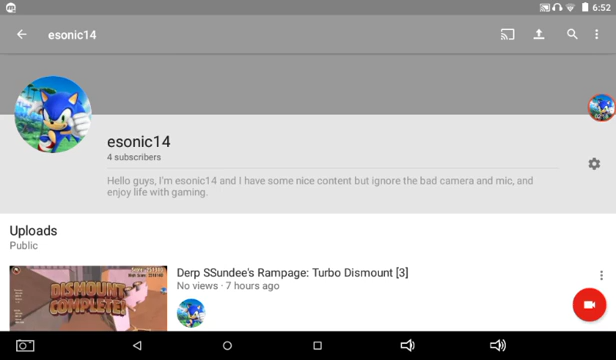 6:52
esonic14
esonic14
4 subscribers
Hello guys, I'm esonic14 and I have some nice content but ignore the bad camera and mic, and
enjoy life with gaming.
Uploads
Public
Derp SSundee's Rampage: Turbo Dismount [3]
No views · 7 hours ago
DISMOUNT
COMPLETE!